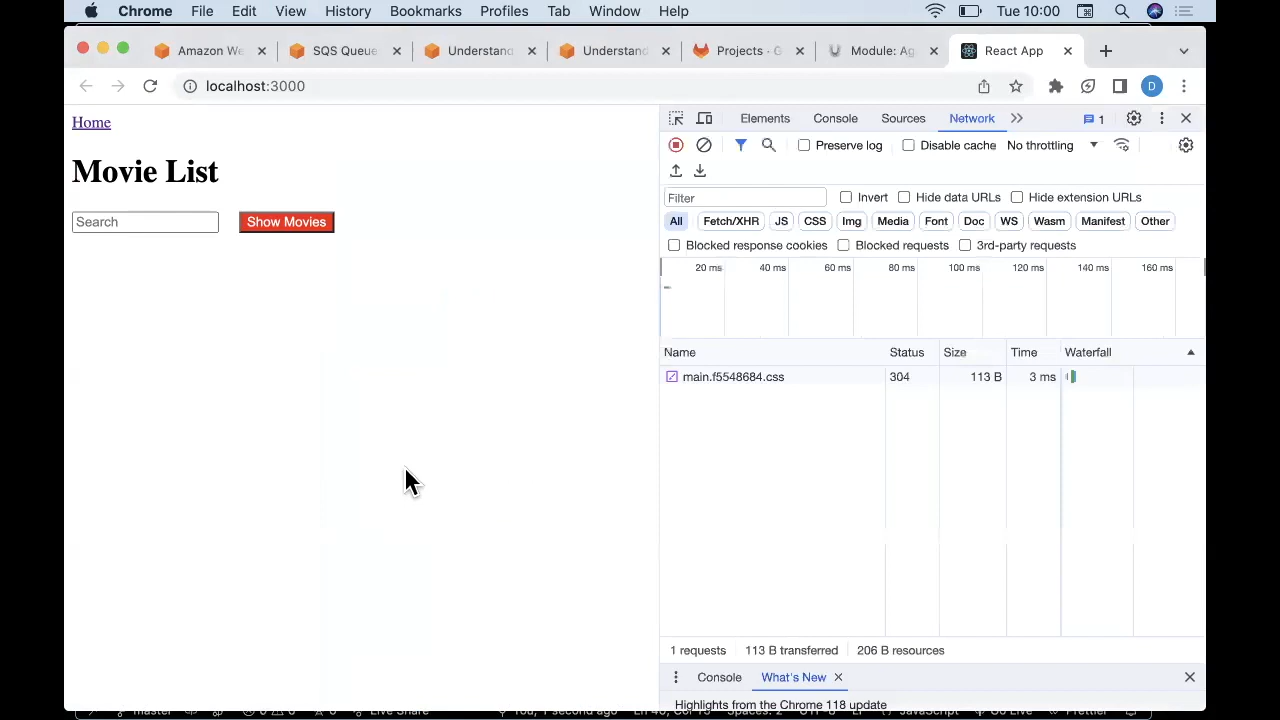 Chrome File Edit View History Bookmarks Profiles Tab Window Help Tue 10:00
Amazon We SQS Queue Understand Understand Projects · G Module: Ag React App
localhost:3000 D
Home
Movie List
Search Show Movies
Elements Console Sources Network 1
Preserve log Disable cache No throttling
Filter Invert Hide data URLs Hide extension URLs
All Fetch/XHR JS CSS Img Media Font Doc WS Wasm Manifest Other
Blocked response cookies Blocked requests 3rd-party requests
20 ms 40 ms 60 ms 80 ms 100 ms 120 ms 140 ms 160 ms
Name Status Size Time Waterfall
main.f5548684.css 304 113 B 3 ms
1 requests 113 B transferred 206 B resources
Console What's New
Highlights from the Chrome 118 update